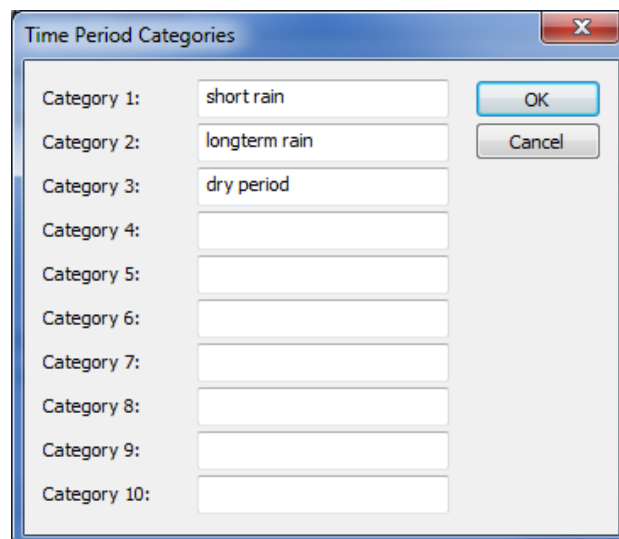 Time Period Categories
Category 1: short rain OK
Category 2: longterm rain Cancel
Category 3: dry period
Category 4:
Category 5:
Category 6:
Category 7:
Category 8:
Category 9:
Category 10: